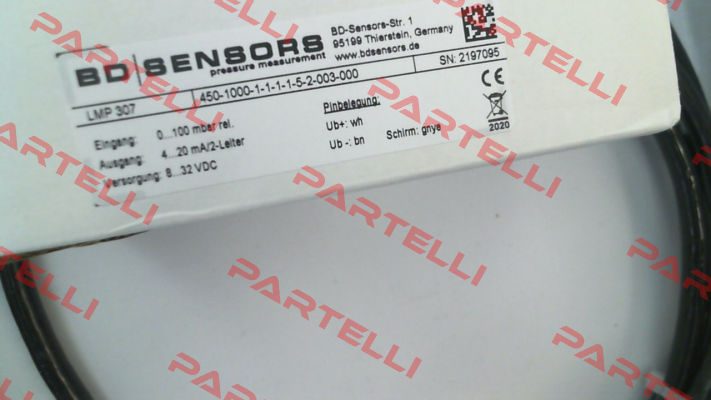 BD SENSORS
pressure measurement
BD-Sensors-Str. 1
95199 Thierstein, Germany
www.bdsensors.de
LMP 307
450-1000-1-1-1-1-5-2-003-000
SN: 2197095
Eingang: 0...100 mbar rel.
Ausgang: 4...20 mA/2-Leiter
Versorgung: 8...32 VDC
Pinbelegung:
Ub+: wh
Ub -: bn
Schirm: gnye
CE
2020
PARTELLI
PARTELLI
PARTELLI
PARTELLI
PARTELLI
PARTELLI
PARTELLI
PARTELLI